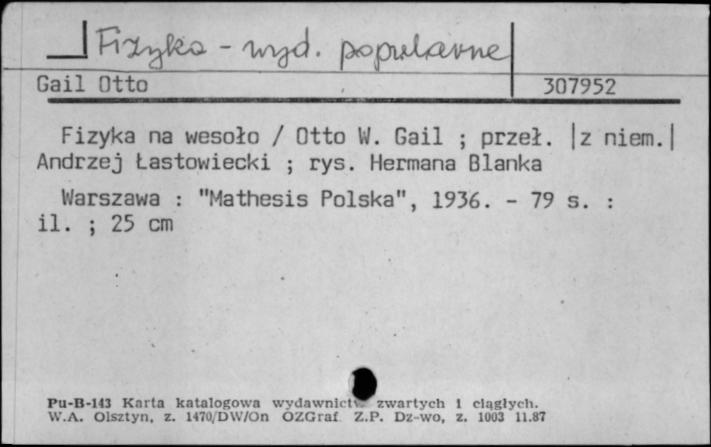 Fizyka - wyd. popularne
Gail Otto 307952
Fizyka na wesoło / Otto W. Gail ; przeł. |z niem.|
Andrzej Łastowiecki ; rys. Hermana Blanka
Warszawa : "Mathesis Polska", 1936. - 79 s. :
il. ; 25 cm
Pu-B-143 Karta katalogowa wydawnictw zwartych i ciągłych.
W.A. Olsztyn, z. 1470/DW/On OZGraf. Z.P. Dz-wo, z. 1003 11.87